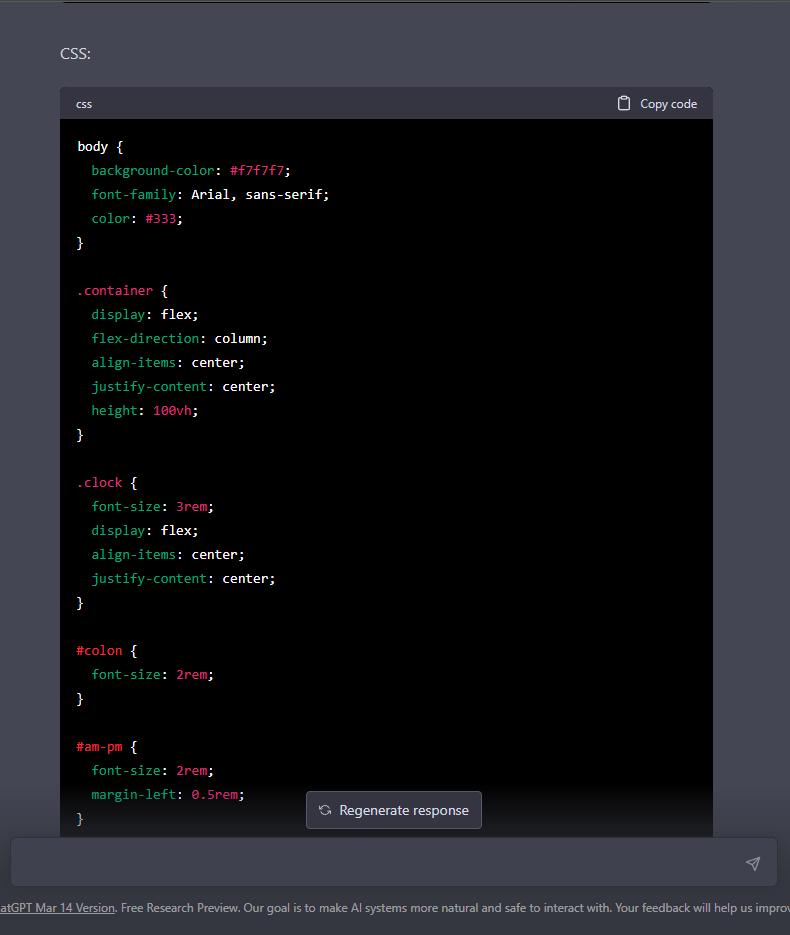 CSS:
css
Copy code
body {
  background-color: #f7f7f7;
  font-family: Arial, sans-serif;
  color: #333;
}

.container {
  display: flex;
  flex-direction: column;
  align-items: center;
  justify-content: center;
  height: 100vh;
}

.clock {
  font-size: 3rem;
  display: flex;
  align-items: center;
  justify-content: center;
}

#colon {
  font-size: 2rem;
}

#am-pm {
  font-size: 2rem;
  margin-left: 0.5rem;
}
Regenerate response
atGPT Mar 14 Version. Free Research Preview. Our goal is to make AI systems more natural and safe to interact with. Your feedback will help us improv